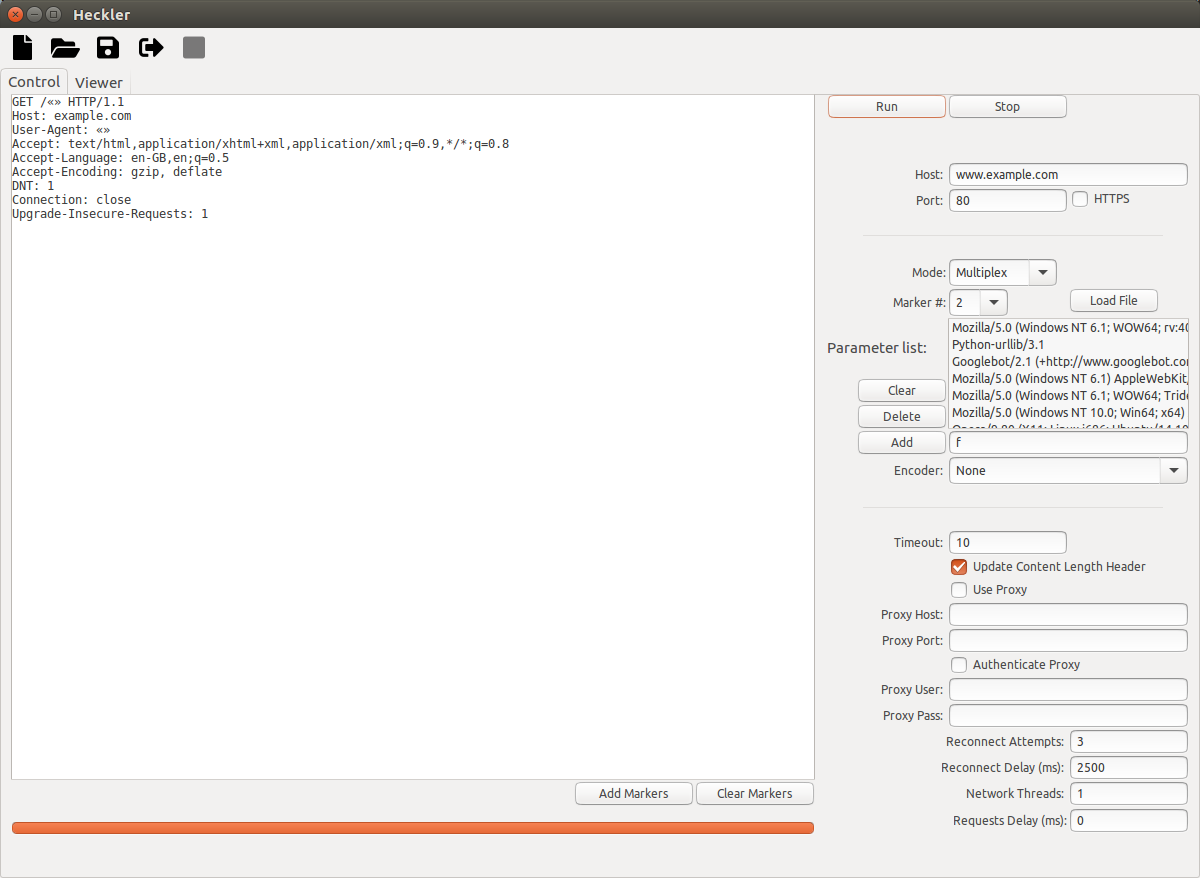 Heckler
Control Viewer
GET /«» HTTP/1.1
Host: example.com
User-Agent: «»
Accept: text/html,application/xhtml+xml,application/xml;q=0.9,*/*;q=0.8
Accept-Language: en-GB,en;q=0.5
Accept-Encoding: gzip, deflate
DNT: 1
Connection: close
Upgrade-Insecure-Requests: 1
Add Markers Clear Markers
Run Stop
Host: www.example.com
Port: 80 HTTPS
Mode: Multiplex
Marker #: 2 Load File
Parameter list:
Mozilla/5.0 (Windows NT 6.1; WOW64; rv:40
Python-urllib/3.1
Googlebot/2.1 (+http://www.googlebot.co
Mozilla/5.0 (Windows NT 6.1) AppleWebKit
Mozilla/5.0 (Windows NT 6.1; WOW64; Tride
Mozilla/5.0 (Windows NT 10.0; Win64; x64)
Clear
Delete
Add f
Encoder: None
Timeout: 10
Update Content Length Header
Use Proxy
Proxy Host:
Proxy Port:
Authenticate Proxy
Proxy User:
Proxy Pass:
Reconnect Attempts: 3
Reconnect Delay (ms): 2500
Network Threads: 1
Requests Delay (ms): 0